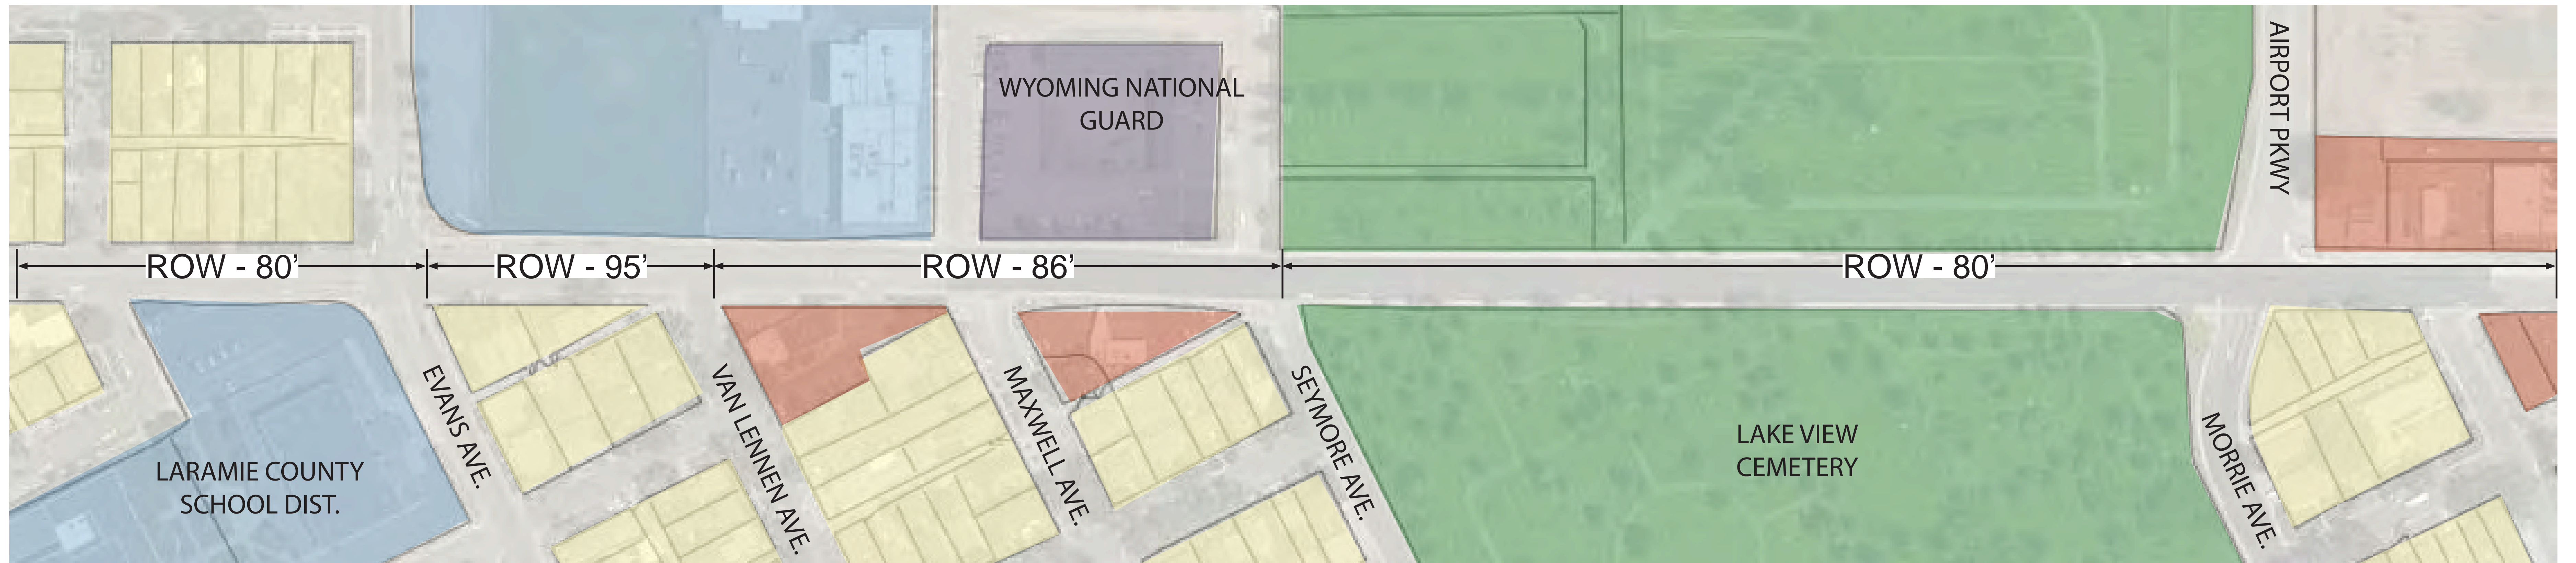 WYOMING NATIONAL
GUARD
AIRPORT PKWY
ROW - 80’
ROW - 95’
ROW - 86’
ROW - 80’
LARAMIE COUNTY
SCHOOL DIST.
EVANS AVE.
VAN LENNEN AVE.
MAXWELL AVE.
SEYMORE AVE.
LAKE VIEW
CEMETERY
MORRIE AVE.